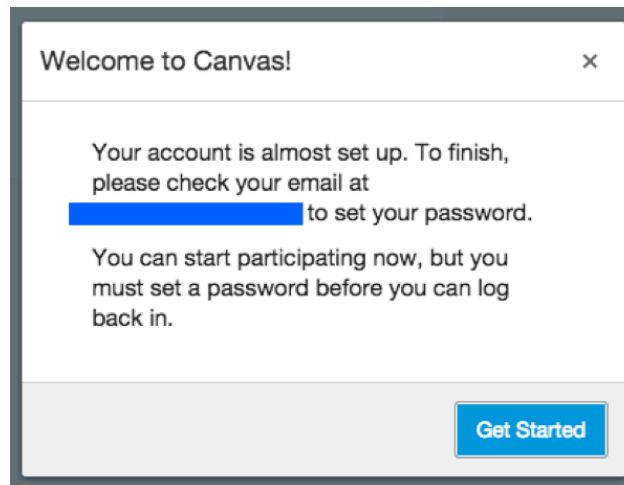 Welcome to Canvas! ×
Your account is almost set up. To finish,
please check your email at
to set your password.
You can start participating now, but you
must set a password before you can log
back in.
Get Started